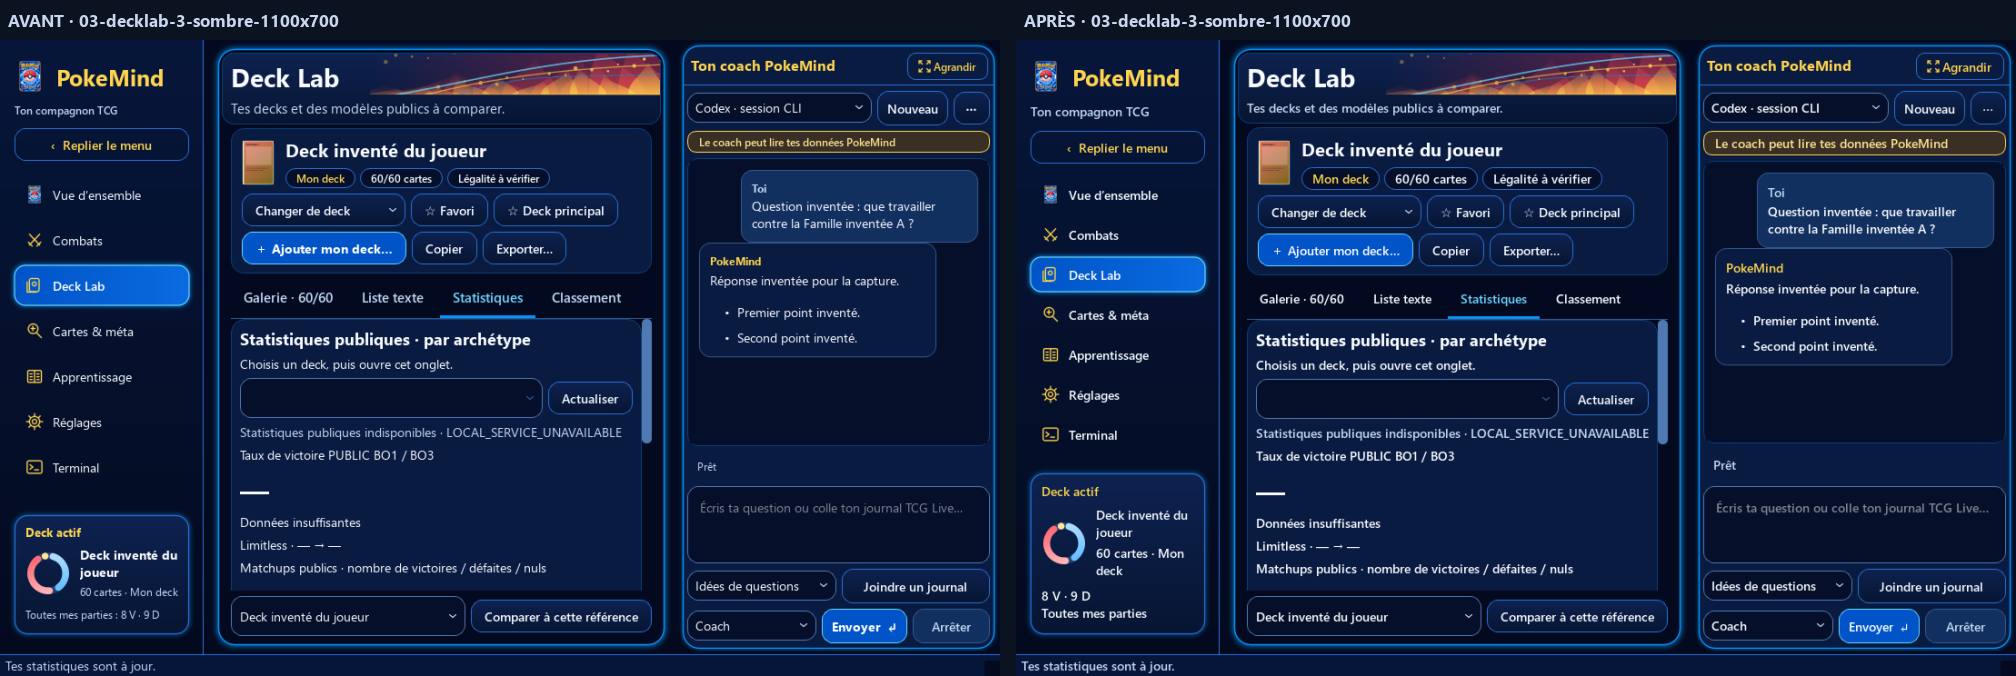 AVANT · 03-decklab-3-sombre-1100x700
PokeMind
Ton compagnon TCG
‹ Replier le menu
Vue d'ensemble
Combats
Deck Lab
Cartes & méta
Apprentissage
Réglages
Terminal
Deck actif
Deck inventé du
joueur
60 cartes · Mon deck
Toutes mes parties : 8 V · 9 D
Deck Lab
Tes decks et des modèles publics à comparer.
Deck inventé du joueur
Mon deck
60/60 cartes
Légalité à vérifier
Changer de deck
☆ Favori
☆ Deck principal
+ Ajouter mon deck...
Copier
Exporter...
Galerie · 60/60
Liste texte
Statistiques
Classement
Statistiques publiques · par archétype
Choisis un deck, puis ouvre cet onglet.
Actualiser
Statistiques publiques indisponibles · LOCAL_SERVICE_UNAVAILABLE
Taux de victoire PUBLIC BO1 / BO3
—
Données insuffisantes
Limitless · — → —
Matchups publics · nombre de victoires / défaites / nuls
Deck inventé du joueur
Comparer à cette référence
Ton coach PokeMind
Agrandir
Codex · session CLI
Nouveau
...
Le coach peut lire tes données PokeMind
Toi
Question inventée : que travailler
contre la Famille inventée A ?
PokeMind
Réponse inventée pour la capture.
• Premier point inventé.
• Second point inventé.
Prêt
Écris ta question ou colle ton journal TCG Live...
Idées de questions
Joindre un journal
Coach
Envoyer ↲
Arrêter
Tes statistiques sont à jour.
APRÈS · 03-decklab-3-sombre-1100x700
PokeMind
Ton compagnon TCG
‹ Replier le menu
Vue d'ensemble
Combats
Deck Lab
Cartes & méta
Apprentissage
Réglages
Terminal
Deck actif
Deck inventé du
joueur
60 cartes · Mon
deck
8 V · 9 D
Toutes mes parties
Deck Lab
Tes decks et des modèles publics à comparer.
Deck inventé du joueur
Mon deck
60/60 cartes
Légalité à vérifier
Changer de deck
☆ Favori
☆ Deck principal
+ Ajouter mon deck...
Copier
Exporter...
Galerie · 60/60
Liste texte
Statistiques
Classement
Statistiques publiques · par archétype
Choisis un deck, puis ouvre cet onglet.
Actualiser
Statistiques publiques indisponibles · LOCAL_SERVICE_UNAVAILABLE
Taux de victoire PUBLIC BO1 / BO3
—
Données insuffisantes
Limitless · — → —
Matchups publics · nombre de victoires / défaites / nuls
Deck inventé du joueur
Comparer à cette référence
Ton coach PokeMind
Agrandir
Codex · session CLI
Nouveau
...
Le coach peut lire tes données PokeMind
Toi
Question inventée : que travailler
contre la Famille inventée A ?
PokeMind
Réponse inventée pour la capture.
• Premier point inventé.
• Second point inventé.
Prêt
Écris ta question ou colle ton journal TCG Live...
Idées de questions
Joindre un journal
Coach
Envoyer ↲
Arrêter
Tes statistiques sont à jour.